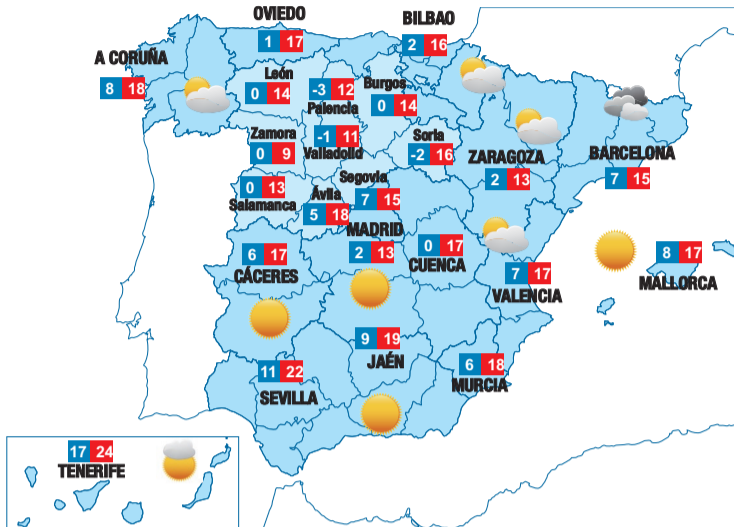 OVIEDO
1 17
BILBAO
2 16
A CORUÑA
8 18
León
0 14
-3 12
Palencia
Burgos
0 14
Zamora
0 9
-1 11
Valladolid
Soria
-2 16
ZARAGOZA
2 13
BARCELONA
7 15
0 13
Salamanca
Ávila
5 18
Segovia
7 15
MADRID
2 13
0 17
CUENCA
6 17
CÁCERES
7 17
VALENCIA
8 17
MALLORCA
9 19
JAÉN
6 18
MURCIA
11 22
SEVILLA
17 24
TENERIFE